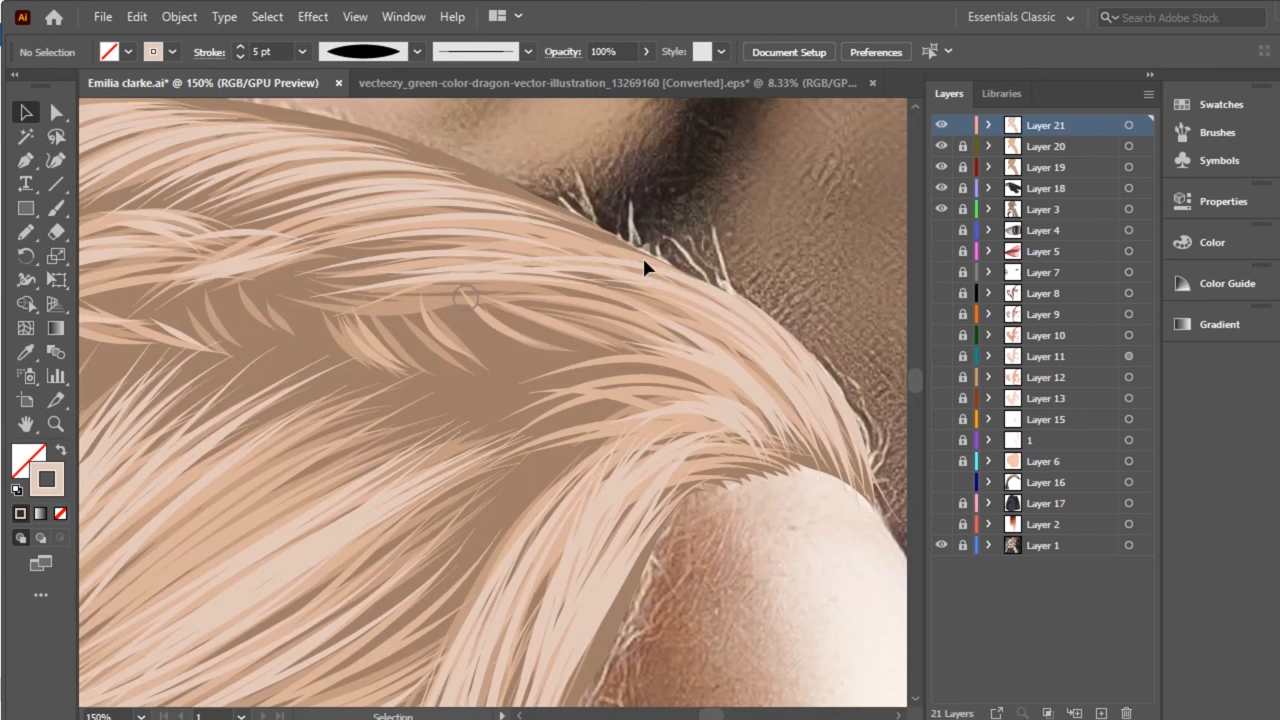 Ai File Edit Object Type Select Effect View Window Help Essentials Classic Search Adobe Stock
No Selection Stroke: 5 pt Opacity: 100% Style: Document Setup Preferences
Emilia clarke.ai* @ 150% (RGB/GPU Preview) × vecteezy_green-color-dragon-vector-illustration_13269160 [Converted].eps* @ 8.33% (RGB/GP... ×
Layers Libraries
Layer 21
Layer 20
Layer 19
Layer 18
Layer 3
Layer 4
Layer 5
Layer 7
Layer 8
Layer 9
Layer 10
Layer 11
Layer 12
Layer 13
Layer 15
1
Layer 6
Layer 16
Layer 17
Layer 2
Layer 1
21 Layers
Swatches
Brushes
Symbols
Properties
Color
Color Guide
Gradient
150% 1 Selection